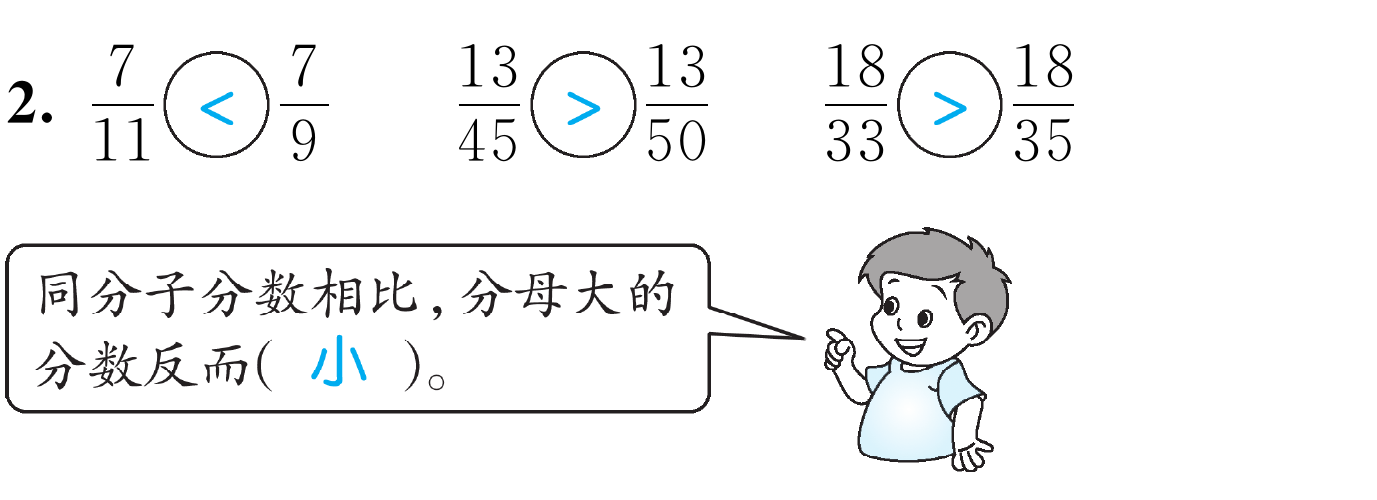 2. 7/11 < 7/9 13/45 > 13/50 18/33 > 18/35
同分子分数相比,分母大的
分数反而( 小 )。